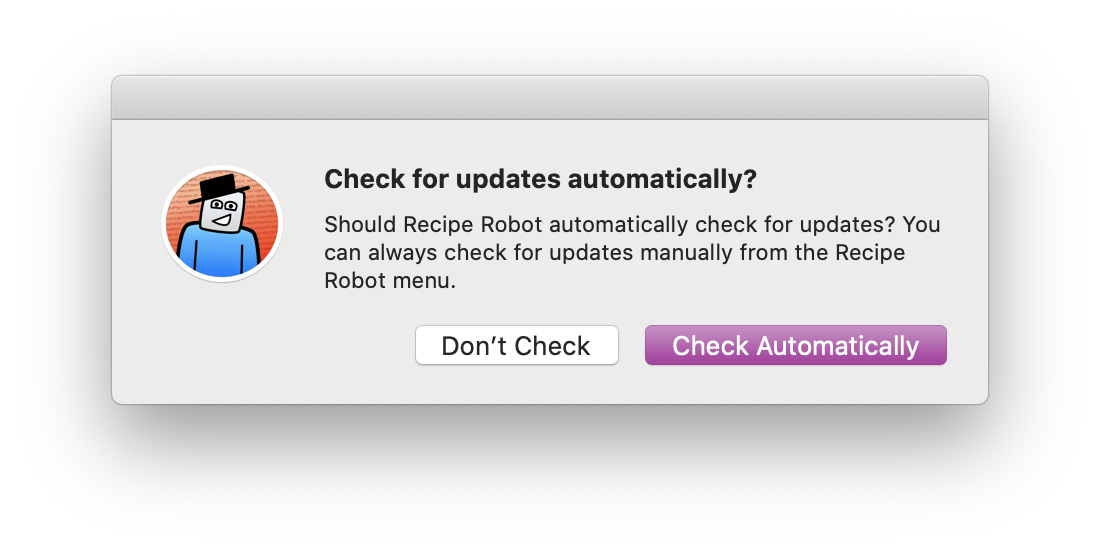 Check for updates automatically?
Should Recipe Robot automatically check for updates? You
can always check for updates manually from the Recipe
Robot menu.
Don’t Check
Check Automatically